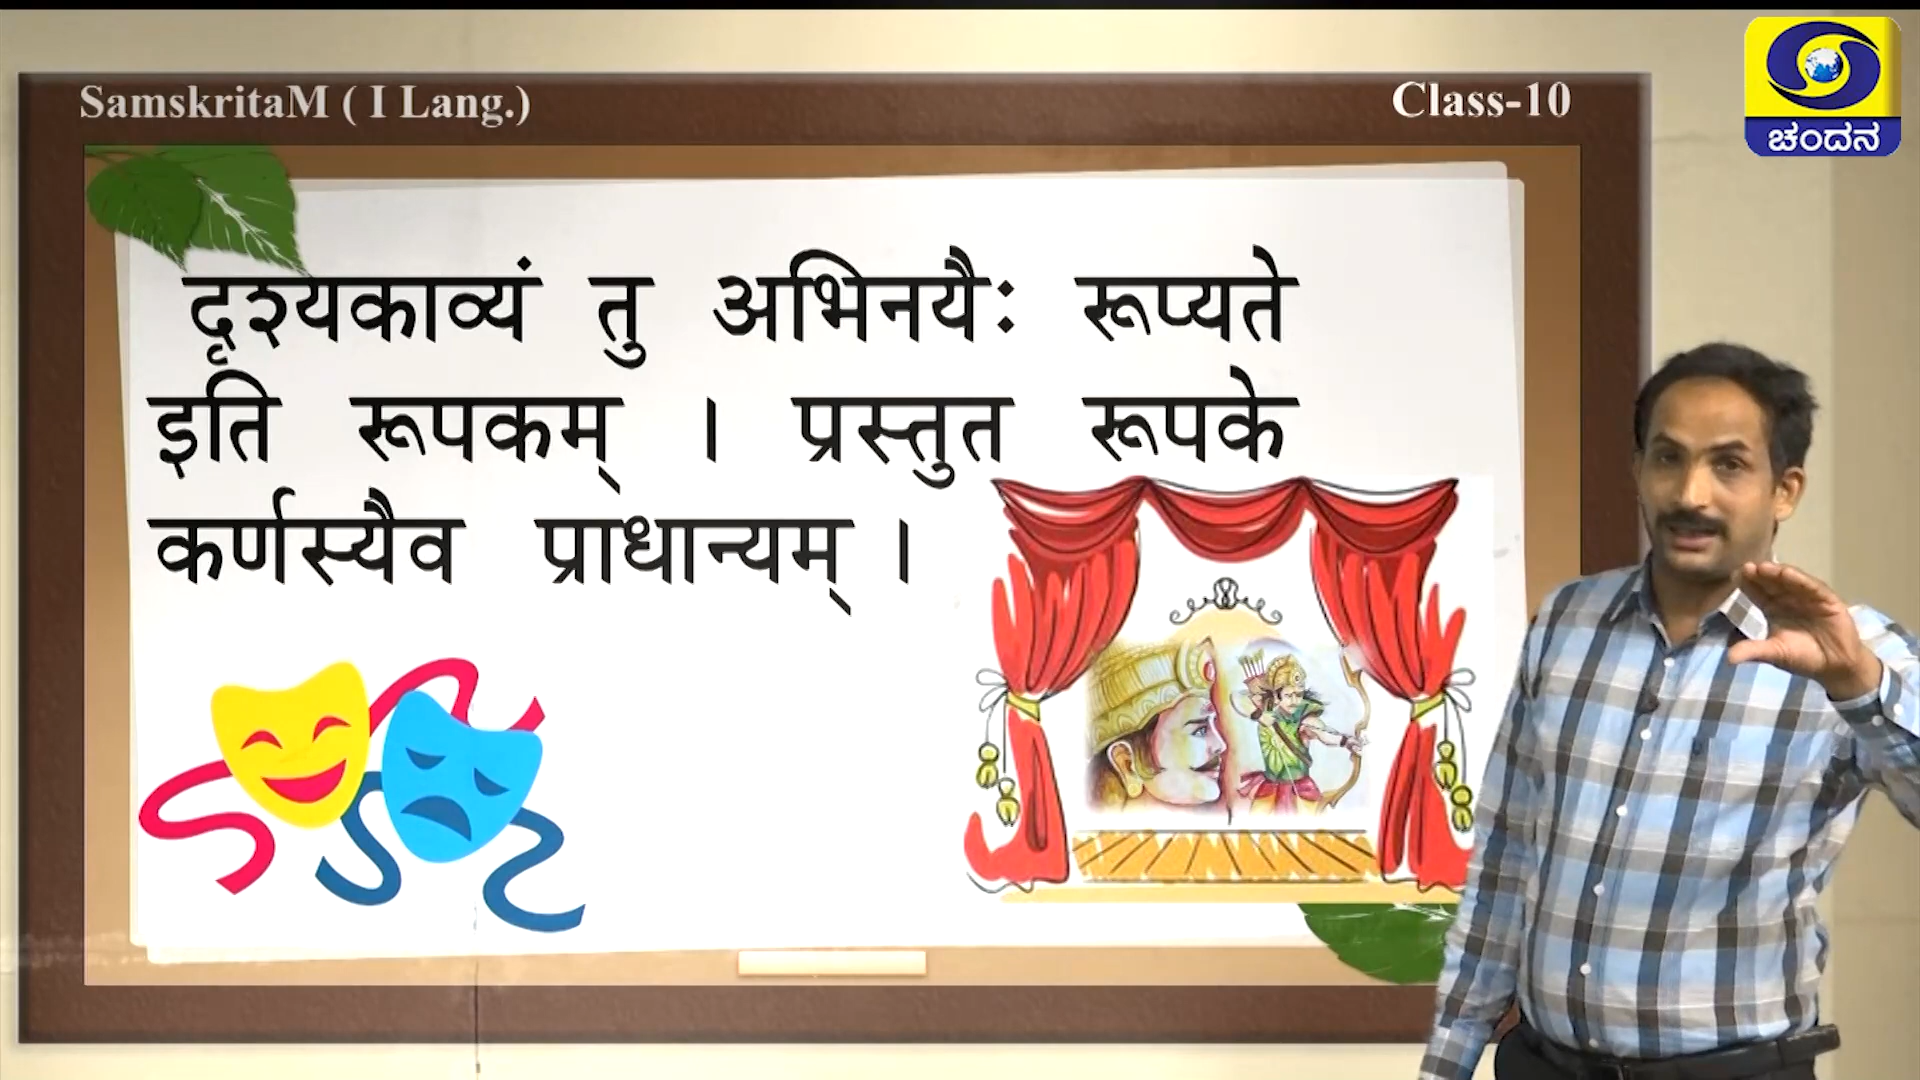 SamskritaM ( I Lang.)
Class-10
ಚಂದನ
दृश्यकाव्यं तु अभिनयैः रूप्यते
इति रूपकम् । प्रस्तुत रूपके
कर्णस्यैव प्राधान्यम् ।